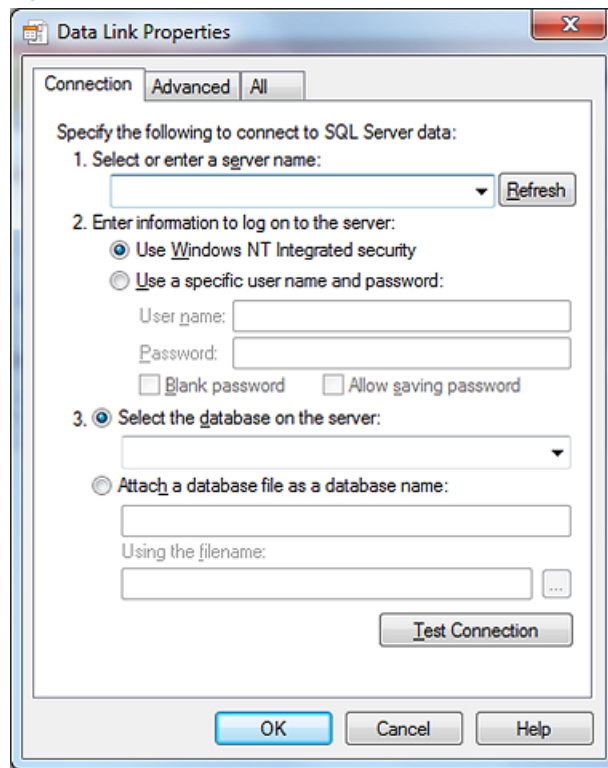 Data Link Properties
Connection Advanced All
Specify the following to connect to SQL Server data:
1. Select or enter a server name:
Refresh
2. Enter information to log on to the server:
Use Windows NT Integrated security
Use a specific user name and password:
User name:
Password:
Blank password Allow saving password
3. Select the database on the server:
Attach a database file as a database name:
Using the filename:
...
Test Connection
OK Cancel Help